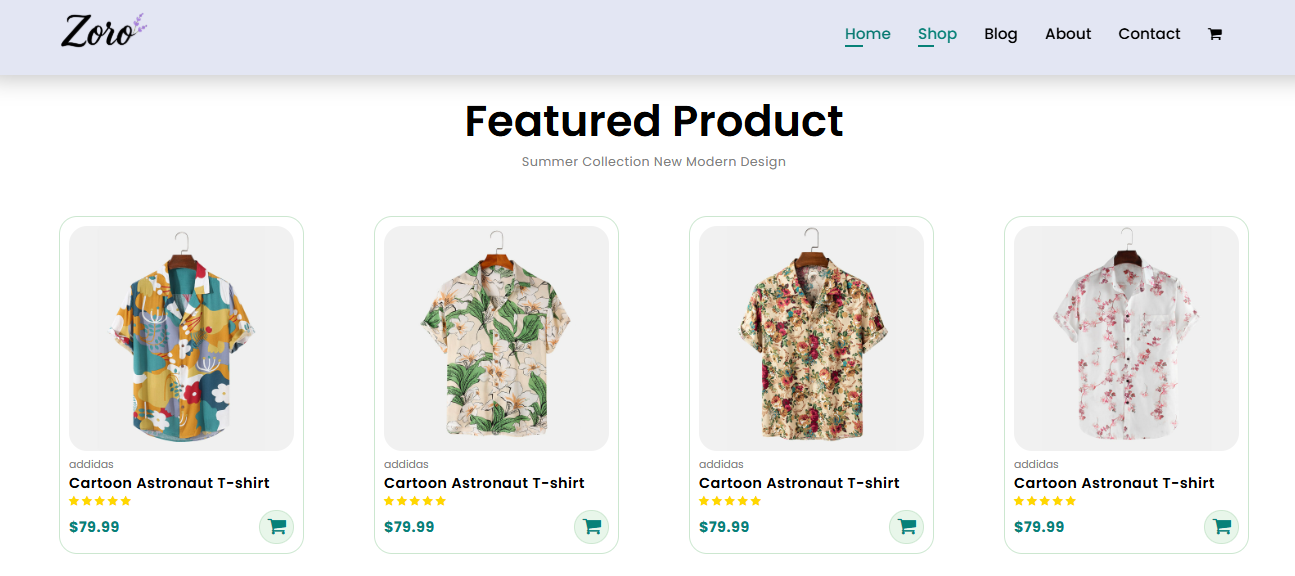 Zoro
Home Shop Blog About Contact
Featured Product
Summer Collection New Modern Design
addidas
Cartoon Astronaut T-shirt
$79.99
addidas
Cartoon Astronaut T-shirt
$79.99
addidas
Cartoon Astronaut T-shirt
$79.99
addidas
Cartoon Astronaut T-shirt
$79.99